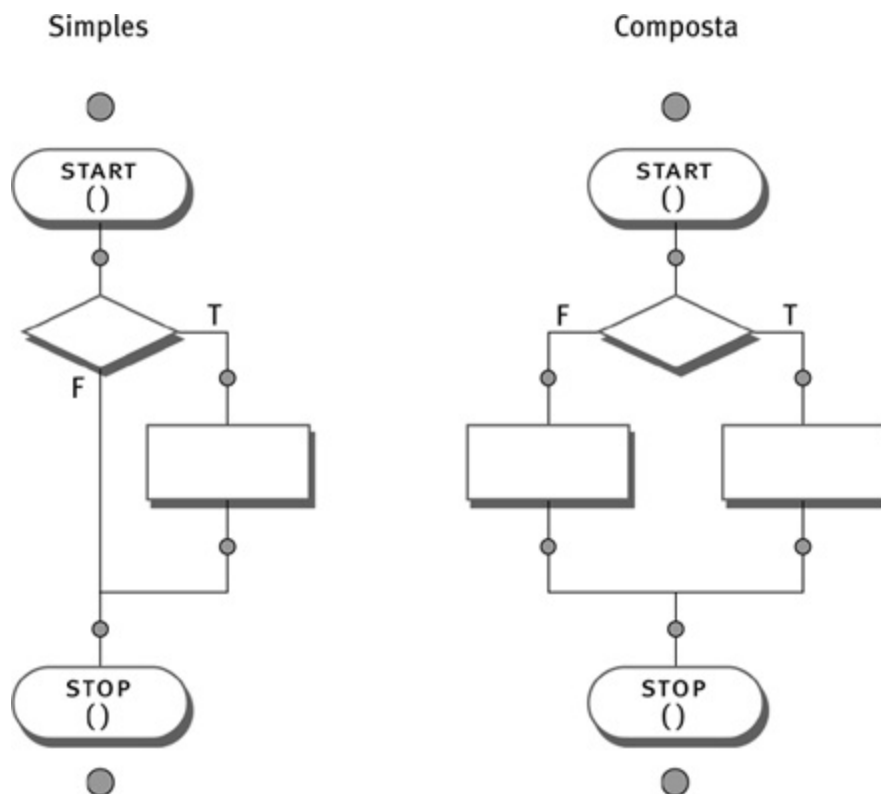 Simples
START
()
T
F
STOP
()
Composta
START
()
F
T
STOP
()